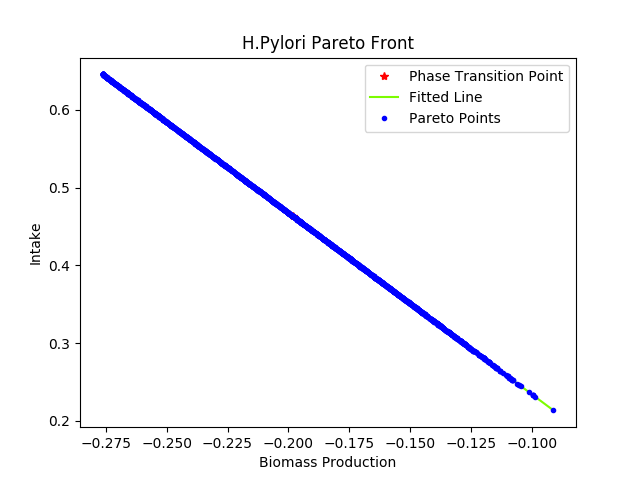 H.Pylori Pareto Front
Phase Transition Point
Fitted Line
Pareto Points
Intake
0.6
0.5
0.4
0.3
0.2
−0.275 −0.250 −0.225 −0.200 −0.175 −0.150 −0.125 −0.100
Biomass Production